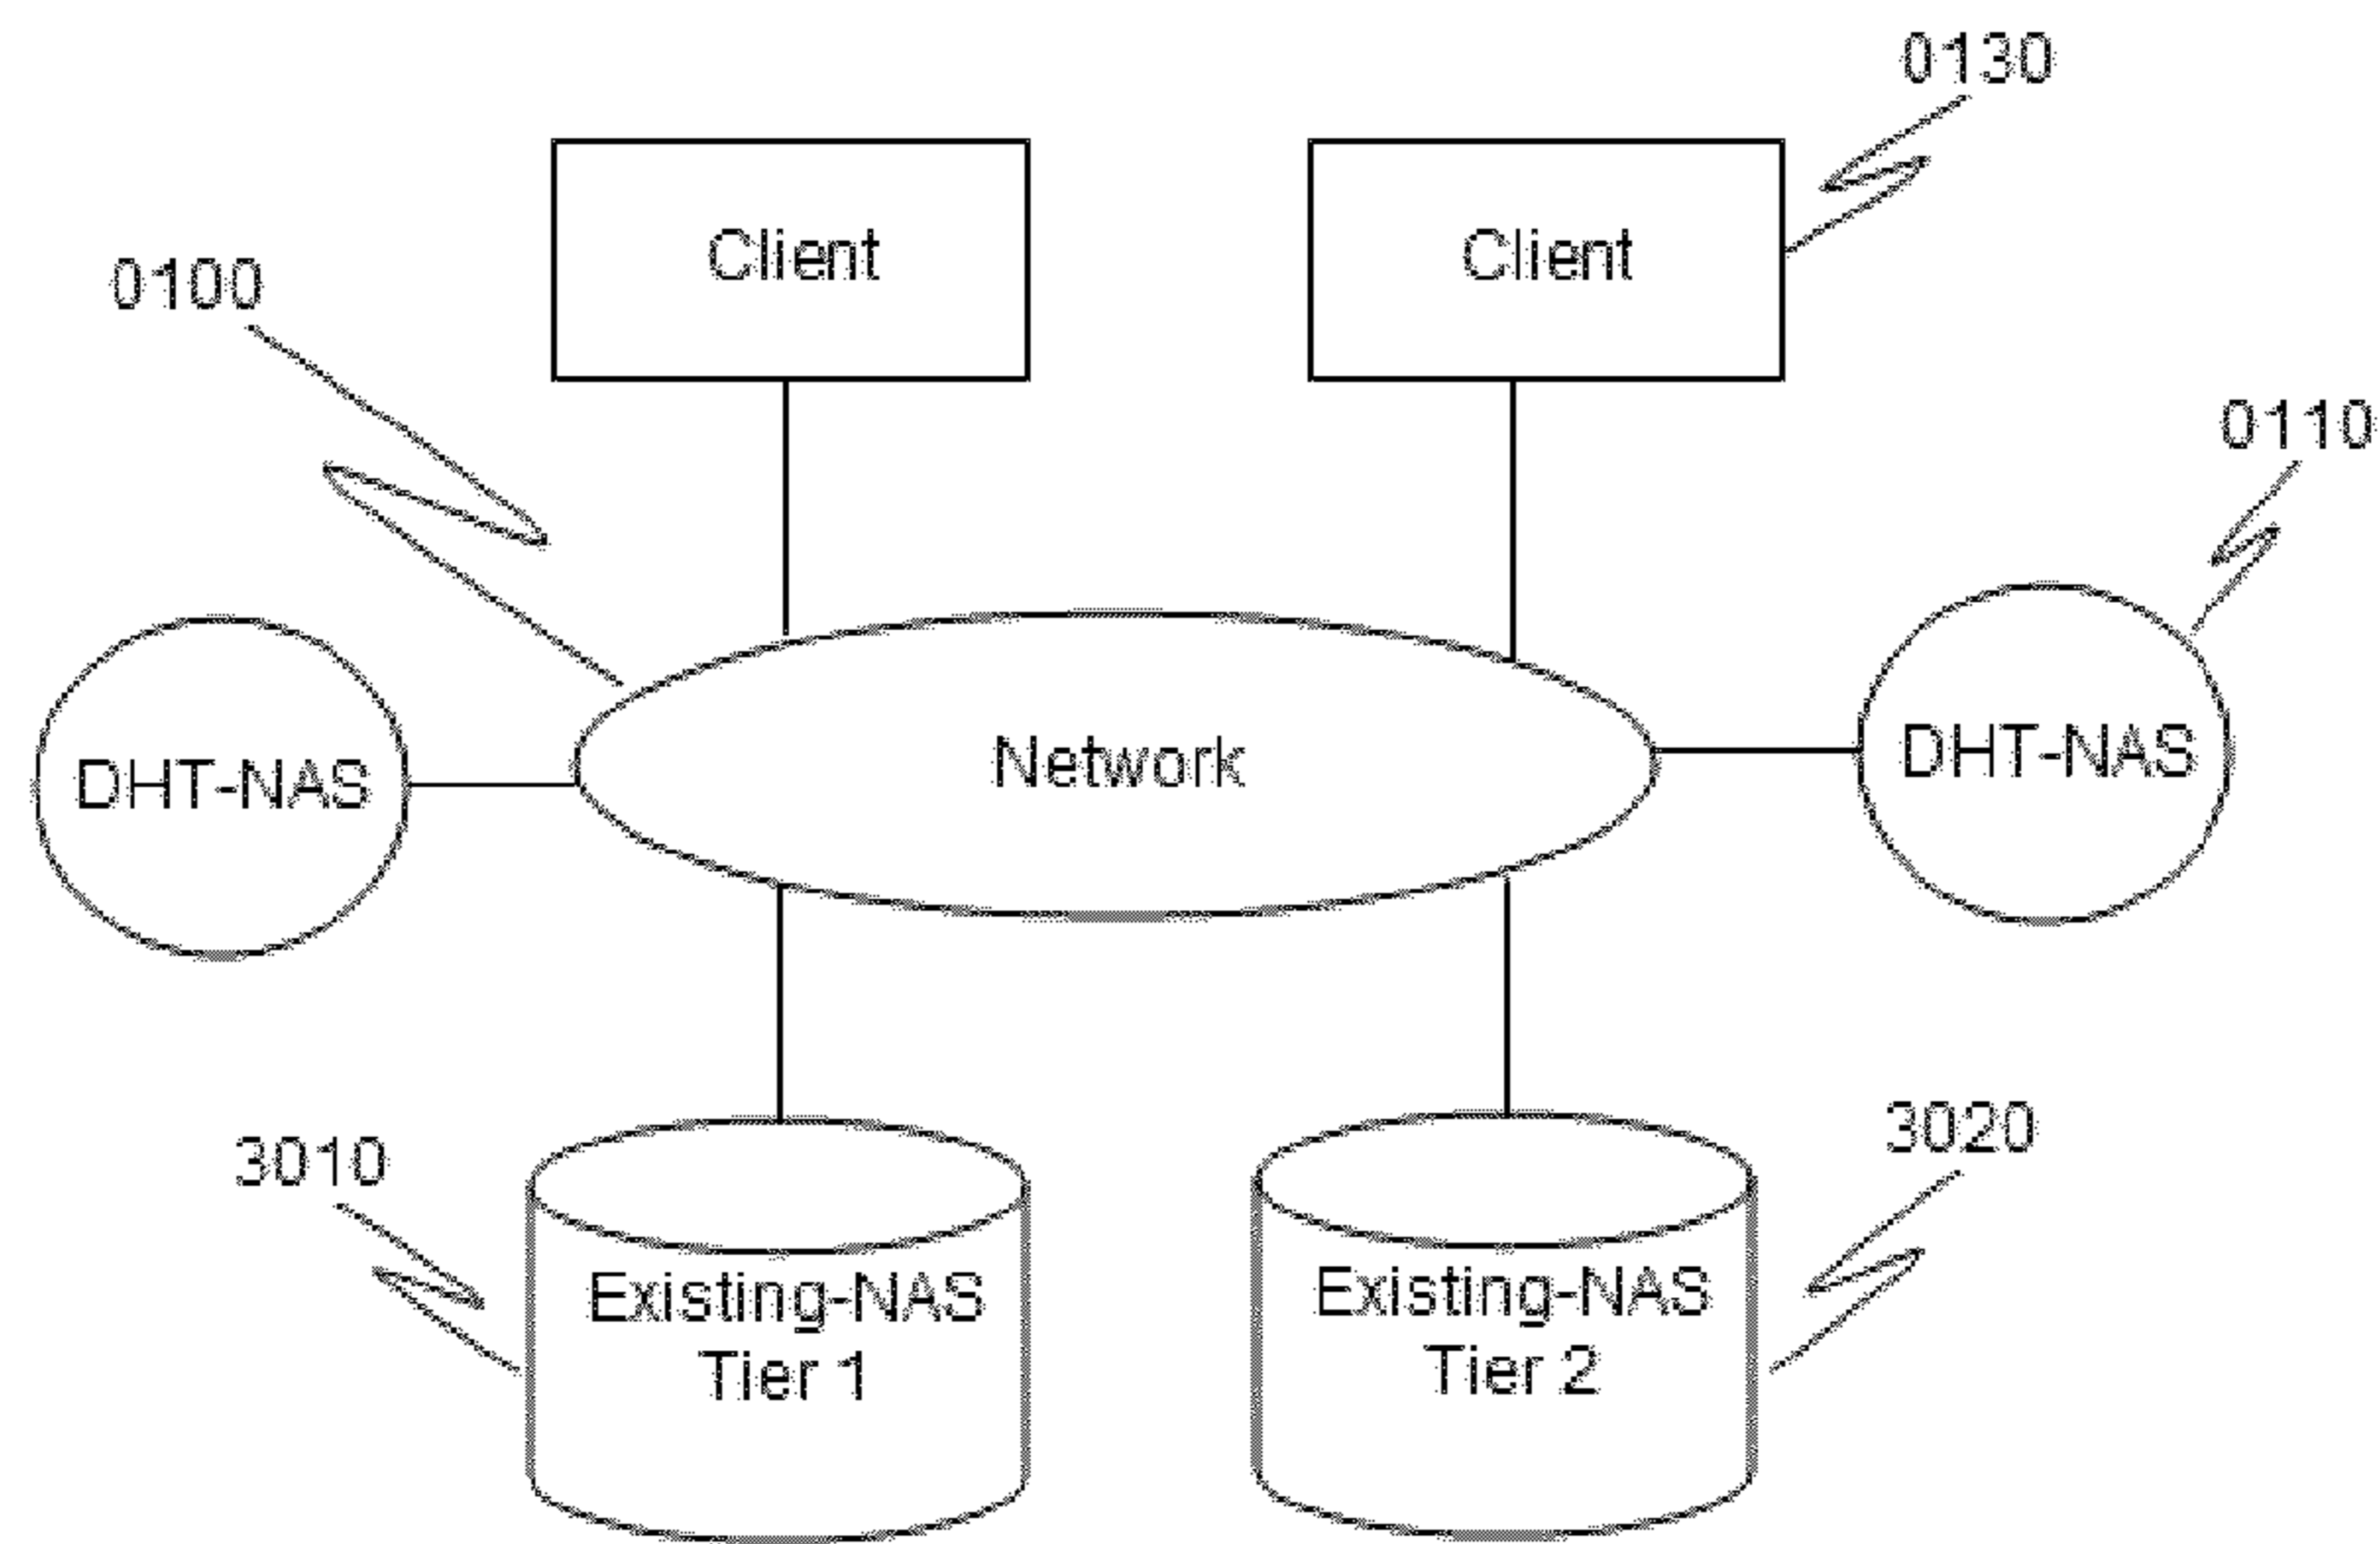 0130
Client
Client
0100
0110
DHT-NAS
Network
DHT-NAS
3010
3020
Existing-NAS
Tier 1
Existing-NAS
Tier 2